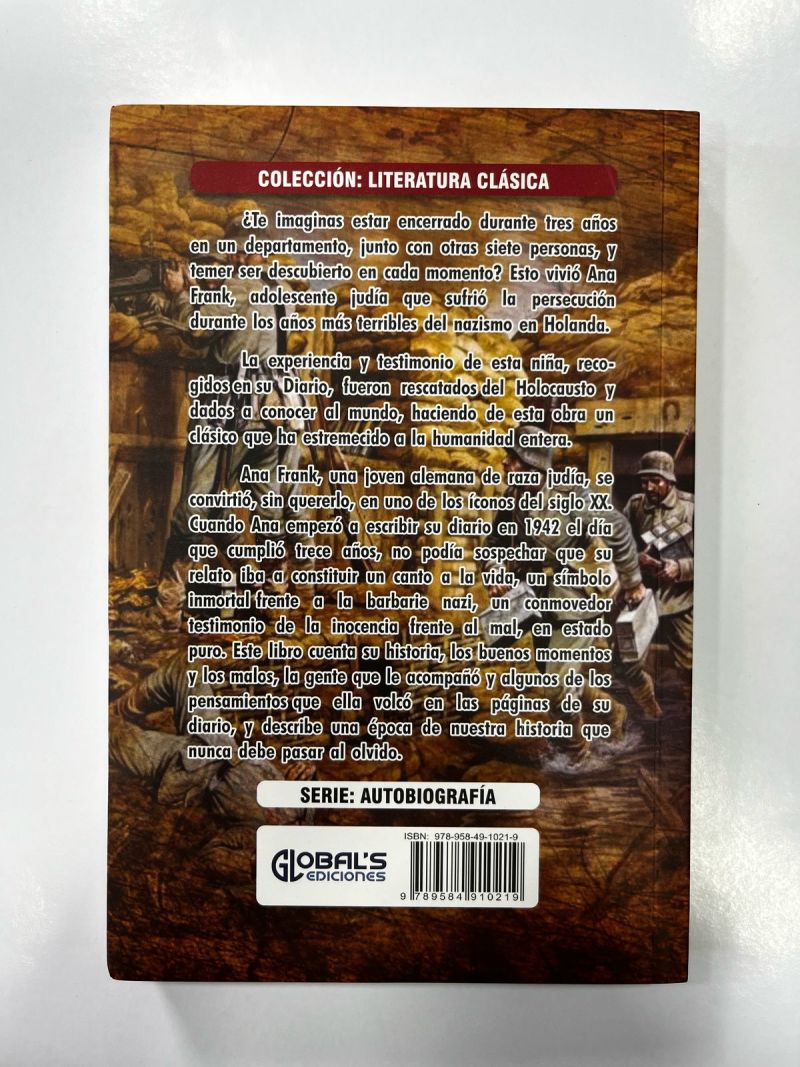 COLECCIÓN: LITERATURA CLÁSICA
¿Te imaginas estar encerrado durante tres años
en un departamento, junto con otras siete personas, y
temer ser descubierto en cada momento? Esto vivió Ana
Frank, adolescente judía que sufrió la persecución
durante los años más terribles del nazismo en Holanda.
La experiencia y testimonio de esta niña, reco-
gidos en su Diario, fueron rescatados del Holocausto y
dados a conocer al mundo, haciendo de esta obra un
clásico que ha estremecido a la humanidad entera.
Ana Frank, una joven alemana de raza judía, se
convirtió, sin quererlo, en uno de los íconos del siglo XX.
Cuando Ana empezó a escribir su diario en 1942 el día
que cumplió trece años, no podía sospechar que su
relato iba a constituir un canto a la vida, un símbolo
inmortal frente a la barbarie nazi, un conmovedor
testimonio de la inocencia frente al mal, en estado
puro. Este libro cuenta su historia, los buenos momentos
y los malos, la gente que le acompañó y algunos de los
pensamientos que ella volcó en las páginas de su
diario, y describe una época de nuestra historia que
nunca debe pasar al olvido.
SERIE: AUTOBIOGRAFÍA
GLOBAL'S
EDICIONES
ISBN: 978-958-49-1021-9
9 789584 910219